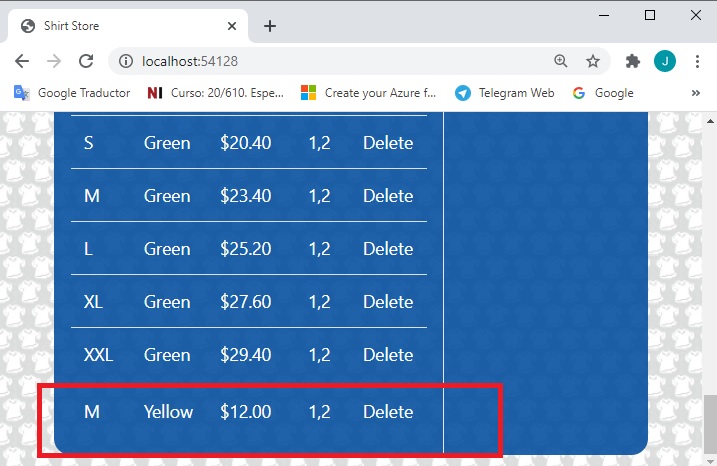 Shirt Store
localhost:54128
J
Google Traductor NI Curso: 20/610. Espe... Create your Azure f... Telegram Web G Google »
S Green $20.40 1,2 Delete
M Green $23.40 1,2 Delete
L Green $25.20 1,2 Delete
XL Green $27.60 1,2 Delete
XXL Green $29.40 1,2 Delete
M Yellow $12.00 1,2 Delete